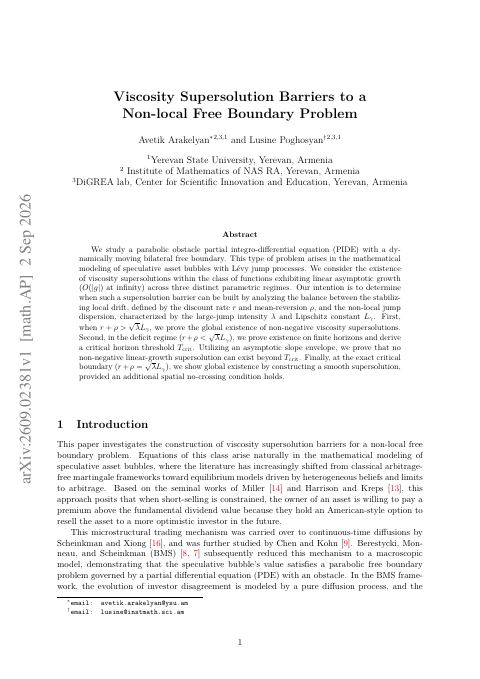 Viscosity Supersolution Barriers to a
Non-local Free Boundary Problem
Avetik Arakelyan*2,3,1 and Lusine Poghosyan†2,3,1
1Yerevan State University, Yerevan, Armenia
2 Institute of Mathematics of NAS RA, Yerevan, Armenia
3DiGREA lab, Center for Scientific Innovation and Education, Yerevan, Armenia
arXiv:2609.02381v1 [math.AP] 2 Sep 2026
Abstract
We study a parabolic obstacle partial integro-differential equation (PIDE) with a dy-
namically moving bilateral free boundary. This type of problem arises in the mathematical
modeling of speculative asset bubbles with Lévy jump processes. We consider the existence
of viscosity supersolutions within the class of functions exhibiting linear asymptotic growth
(O(|g|) at infinity) across three distinct parametric regimes. Our intention is to determine
when such a supersolution barrier can be built by analyzing the balance between the stabiliz-
ing local drift, defined by the discount rate r and mean-reversion ρ, and the non-local jump
dispersion, characterized by the large-jump intensity λ and Lipschitz constant Lγ. First,
when r + ρ > √λLγ, we prove the global existence of non-negative viscosity supersolutions.
Second, in the deficit regime (r+ρ < √λLγ), we prove existence on finite horizons and derive
a critical horizon threshold Tcrit. Utilizing an asymptotic slope envelope, we prove that no
non-negative linear-growth supersolution can exist beyond Tcrit. Finally, at the exact critical
boundary (r + ρ = √λLγ), we show global existence by constructing a smooth supersolution,
provided an additional spatial no-crossing condition holds.
1 Introduction
This paper investigates the construction of viscosity supersolution barriers for a non-local free
boundary problem. Equations of this class arise naturally in the mathematical modeling of
speculative asset bubbles, where the literature has increasingly shifted from classical arbitrage-
free martingale frameworks toward equilibrium models driven by heterogeneous beliefs and limits
to arbitrage. Based on the seminal works of Miller [14] and Harrison and Kreps [13], this
approach posits that when short-selling is constrained, the owner of an asset is willing to pay a
premium above the fundamental dividend value because they hold an American-style option to
resell the asset to a more optimistic investor in the future.
This microstructural trading mechanism was carried over to continuous-time diffusions by
Scheinkman and Xiong [16], and was further studied by Chen and Kohn [9]. Berestycki, Mon-
neau, and Scheinkman (BMS) [8, 7] subsequently reduced this mechanism to a macroscopic
model, demonstrating that the speculative bubble's value satisfies a parabolic free boundary
problem governed by a partial differential equation (PDE) with an obstacle. In the BMS frame-
work, the evolution of investor disagreement is modeled by a pure diffusion process, and the
*email: avetik.arakelyan@ysu.am
†email: lusine@instmath.sci.am
1